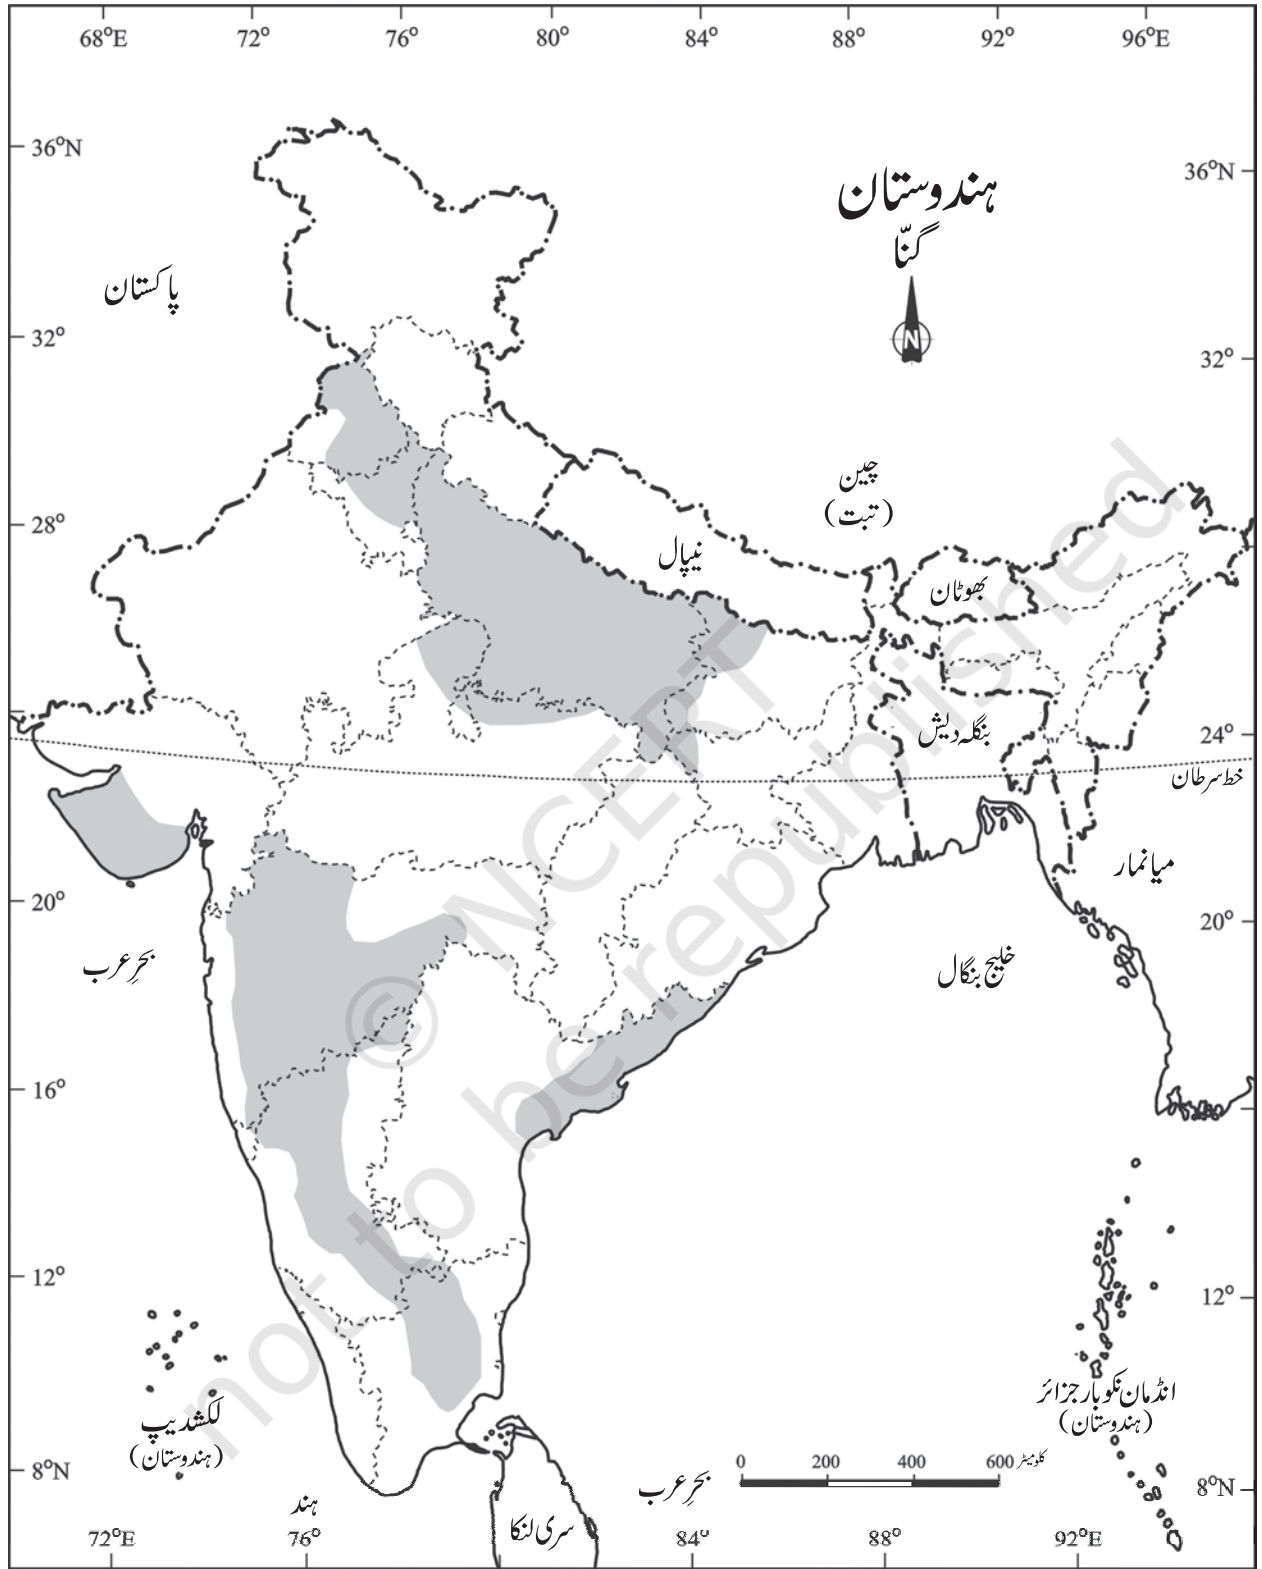 68°E 72° 76° 80° 84° 88° 92° 96°E
36°N
36°N
ہندوستان
گنّا
N
پاکستان
32°
32°
چین
(تبت)
28°
نیپال
بھوٹان
بنگلہ دیش
24°
خط سرطان
میانمار
20°
20°
بحرِ عرب
خلیج بنگال
16°
12°
12°
انڈمان نکوبار جزائر
(ہندوستان)
لکشدیپ
(ہندوستان)
8°N
8°N
0 200 400 600 کلومیٹر
بحرِ عرب
ہند
سری لنکا
72°E 76° 84° 88° 92°E
© NCERT
not to be republished